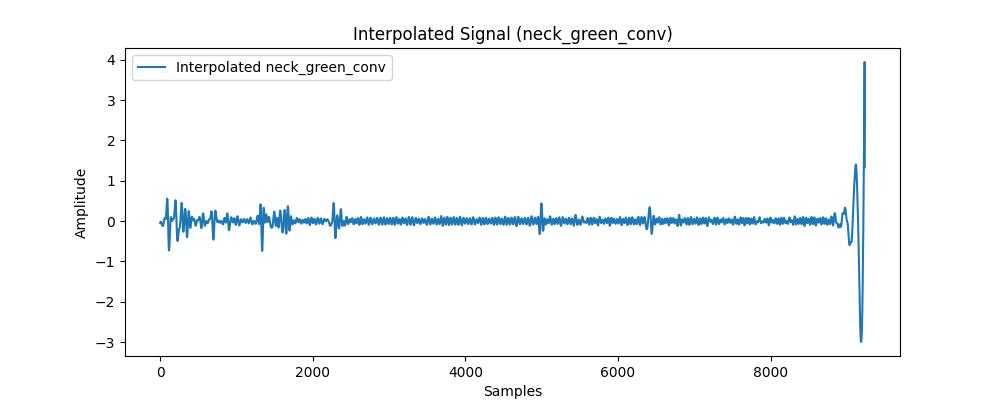 Interpolated Signal (neck_green_conv)
Interpolated neck_green_conv
Amplitude
4
3
2
1
0
−1
−2
−3
0 2000 4000 6000 8000
Samples